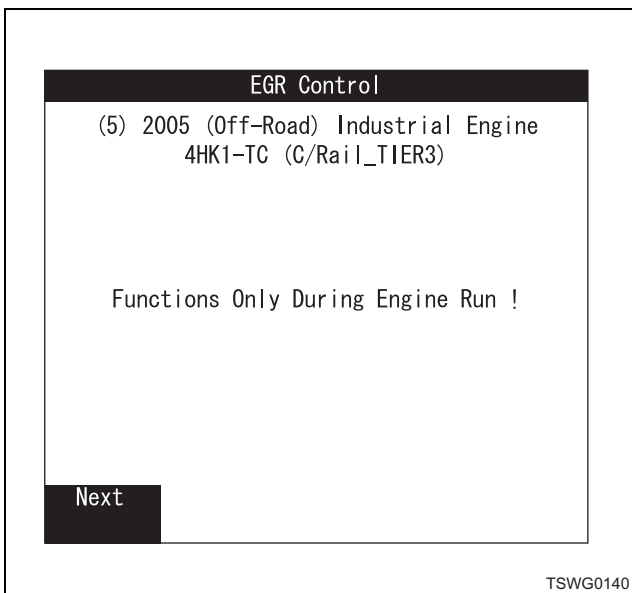 EGR Control
(5) 2005 (Off-Road) Industrial Engine
4HK1-TC (C/Rail_TIER3)
Functions Only During Engine Run !
Next
TSWG0140